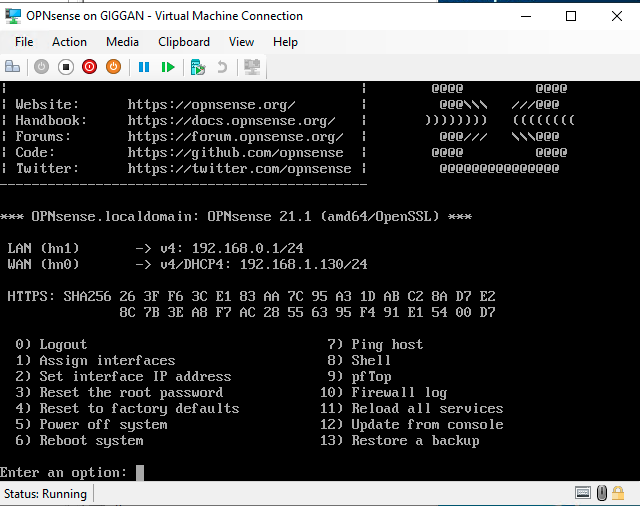 OPNsense on GIGGAN - Virtual Machine Connection
File Action Media Clipboard View Help
| | @@@@ @@@@
| Website: https://opnsense.org/ | @@@\\\ ///@@@
| Handbook: https://docs.opnsense.org/ | )))))))) ((((((((
| Forums: https://forum.opnsense.org/ | @@@/// \\\@@@
| Code: https://github.com/opnsense | @@@@ @@@@
| Twitter: https://twitter.com/opnsense | @@@@@@@@@@@@@@@
----------------------------------------------
*** OPNsense.localdomain: OPNsense 21.1 (amd64/OpenSSL) ***
LAN (hn1) -> v4: 192.168.0.1/24
WAN (hn0) -> v4/DHCP4: 192.168.1.130/24
HTTPS: SHA256 26 3F F6 3C E1 83 AA 7C 95 A3 1D AB C2 8A D7 E2
8C 7B 3E A8 F7 AC 28 55 63 95 F4 91 E1 54 00 D7
0) Logout 7) Ping host
1) Assign interfaces 8) Shell
2) Set interface IP address 9) pfTop
3) Reset the root password 10) Firewall log
4) Reset to factory defaults 11) Reload all services
5) Power off system 12) Update from console
6) Reboot system 13) Restore a backup
Enter an option:
Status: Running